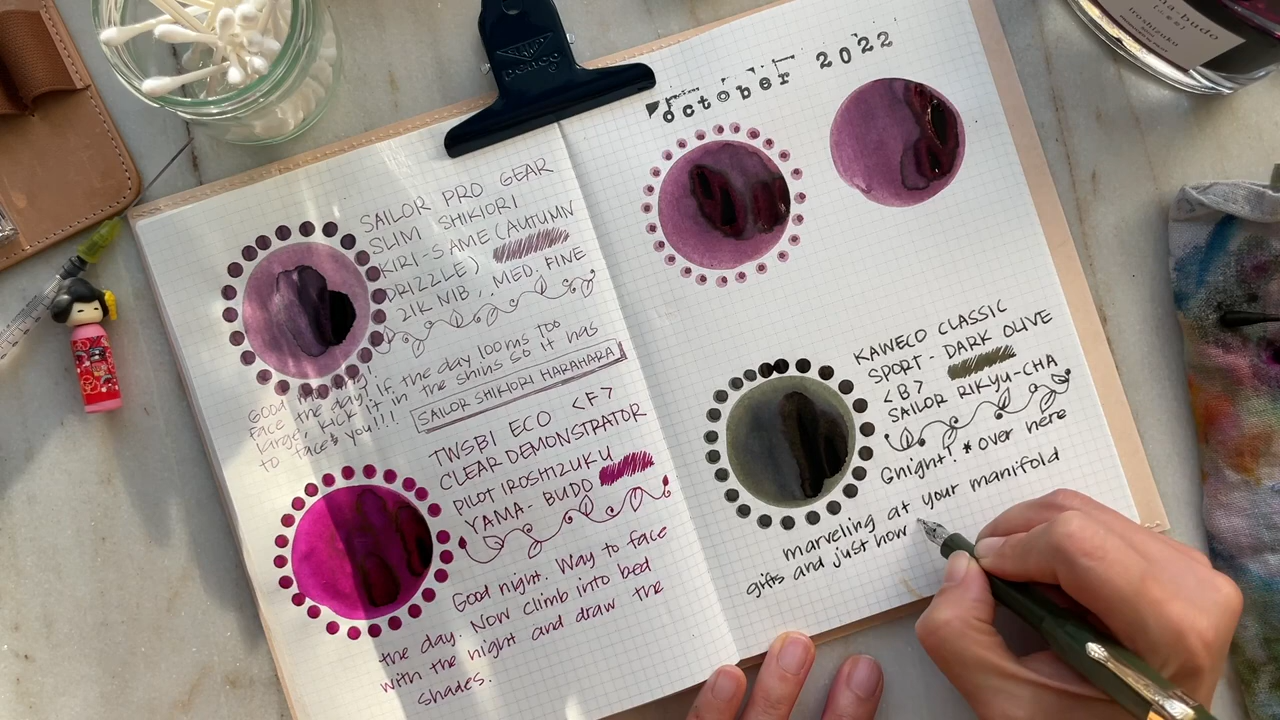 penco
SAILOR PRO GEAR
SLIM SHIKIORI
KIRI-SAME (AUTUMN
DRIZZLE)
21K NIB. MED. FINE
Good
face the day! If the day looms too
large, kick it in the shins so it has
to face you!!!
SAILOR SHIKIORI HARAHARA
TWSBI ECO <F>
CLEAR DEMONSTRATOR
PILOT IROSHIZUKU
YAMA-BUDO
Good night. Way to face
the day. Now climb into bed
with the night and draw the
shades.
October 2022
KAWECO CLASSIC
SPORT - DARK OLIVE
<B>
SAILOR RIKYU-CHA
Gnight! * over here
marveling at your manifold
gifts and just how
ma-budo
iroshizuku